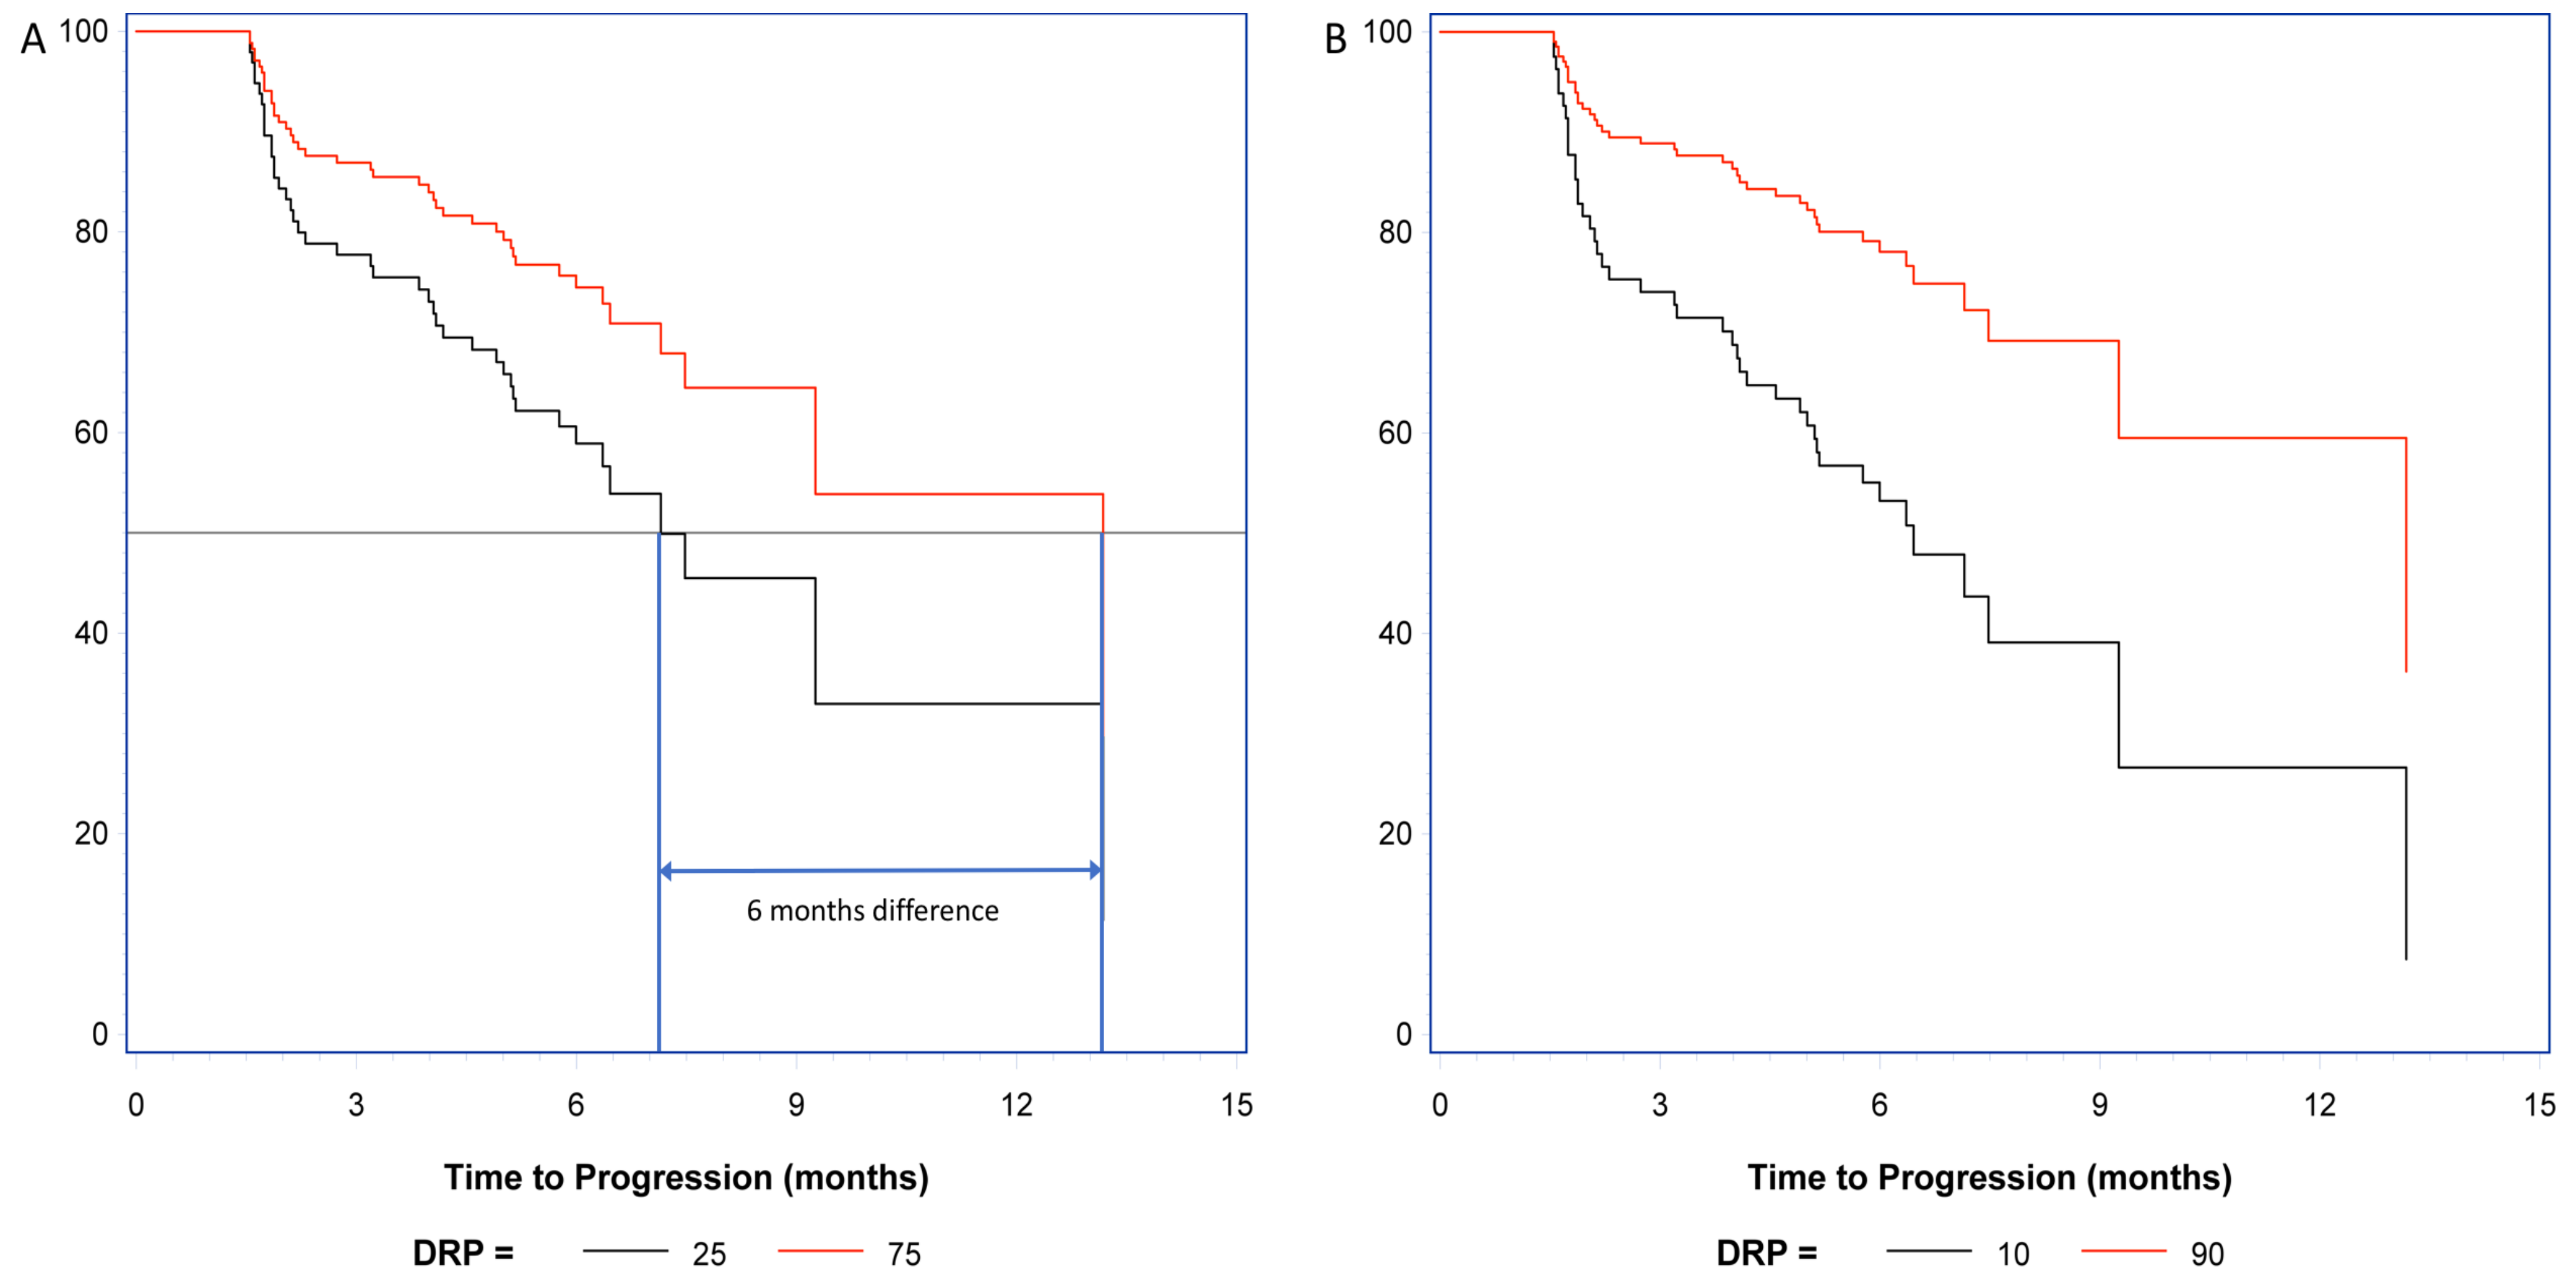 A
100
80
60
40
20
0
6 months difference
0 3 6 9 12 15
Time to Progression (months)
DRP = 25 75
B
100
80
60
40
20
0
0 3 6 9 12 15
Time to Progression (months)
DRP = 10 90